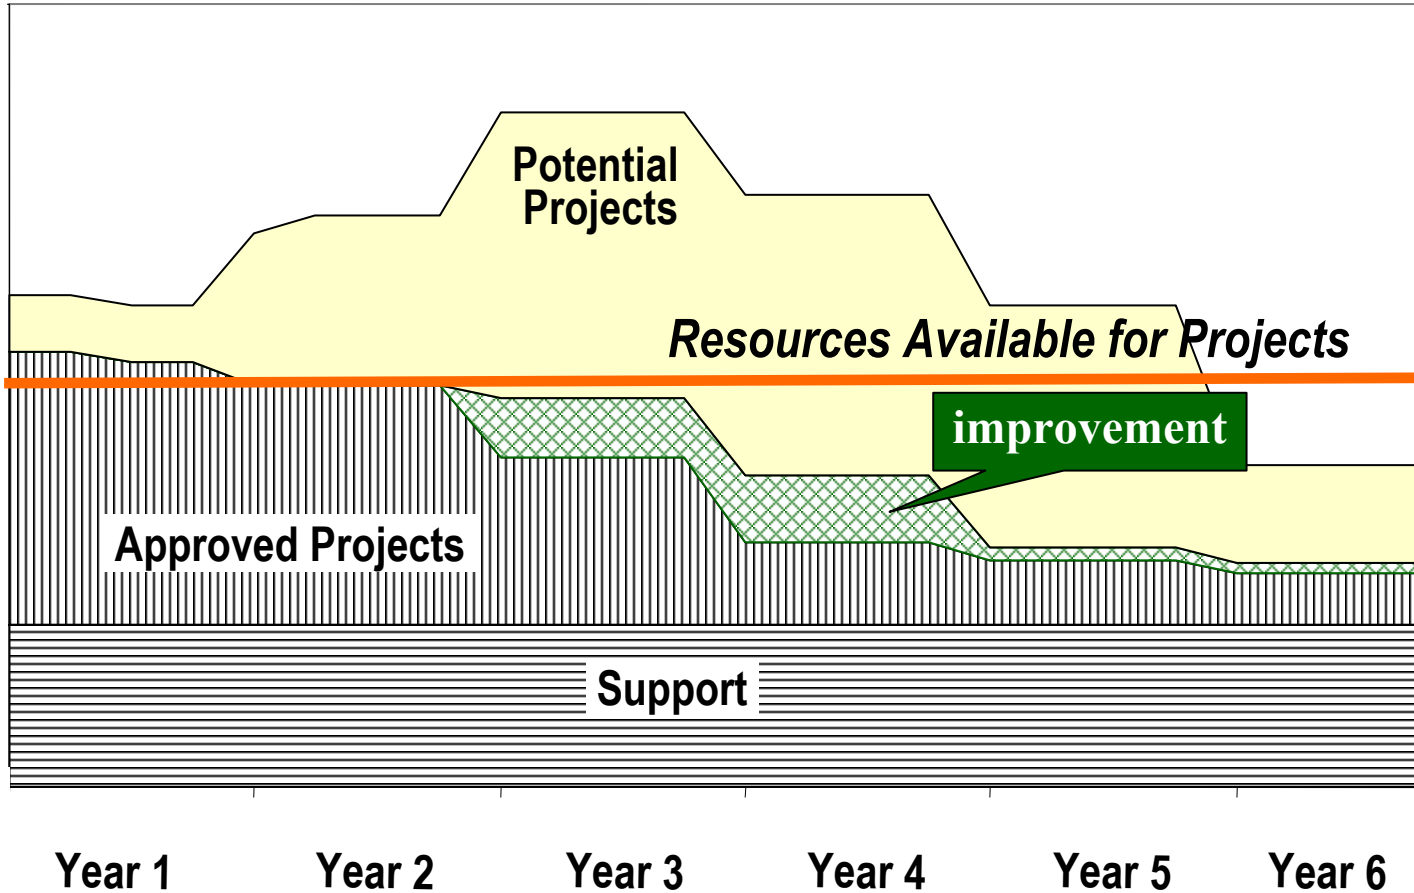 Potential
Projects
Resources Available for Projects
improvement
Approved Projects
Support
Year 1 Year 2 Year 3 Year 4 Year 5 Year 6